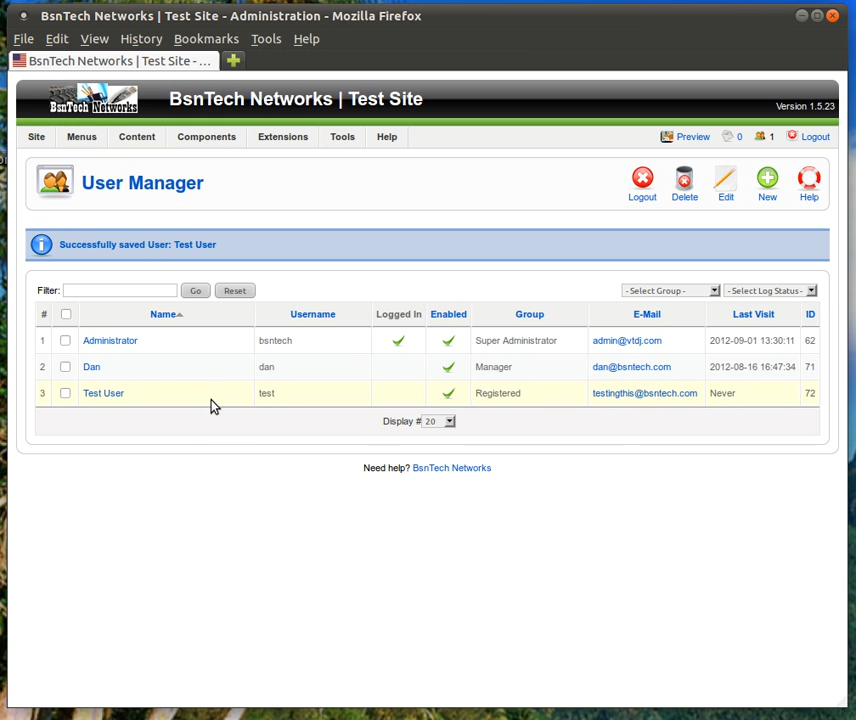 BsnTech Networks | Test Site - Administration - Mozilla Firefox
File Edit View History Bookmarks Tools Help
BsnTech Networks | Test Site - ...
BsnTech Networks
BsnTech Networks | Test Site
Version 1.5.23
Site Menus Content Components Extensions Tools Help Preview 0 1 Logout
User Manager
Logout Delete Edit New Help
Successfully saved User: Test User
Filter: Go Reset - Select Group - - Select Log Status -
# Name Username Logged In Enabled Group E-Mail Last Visit ID
1 Administrator bsntech Super Administrator admin@vtdj.com 2012-09-01 13:30:11 62
2 Dan dan Manager dan@bsntech.com 2012-08-16 16:47:34 71
3 Test User test Registered testingthis@bsntech.com Never 72
Display # 20
Need help? BsnTech Networks